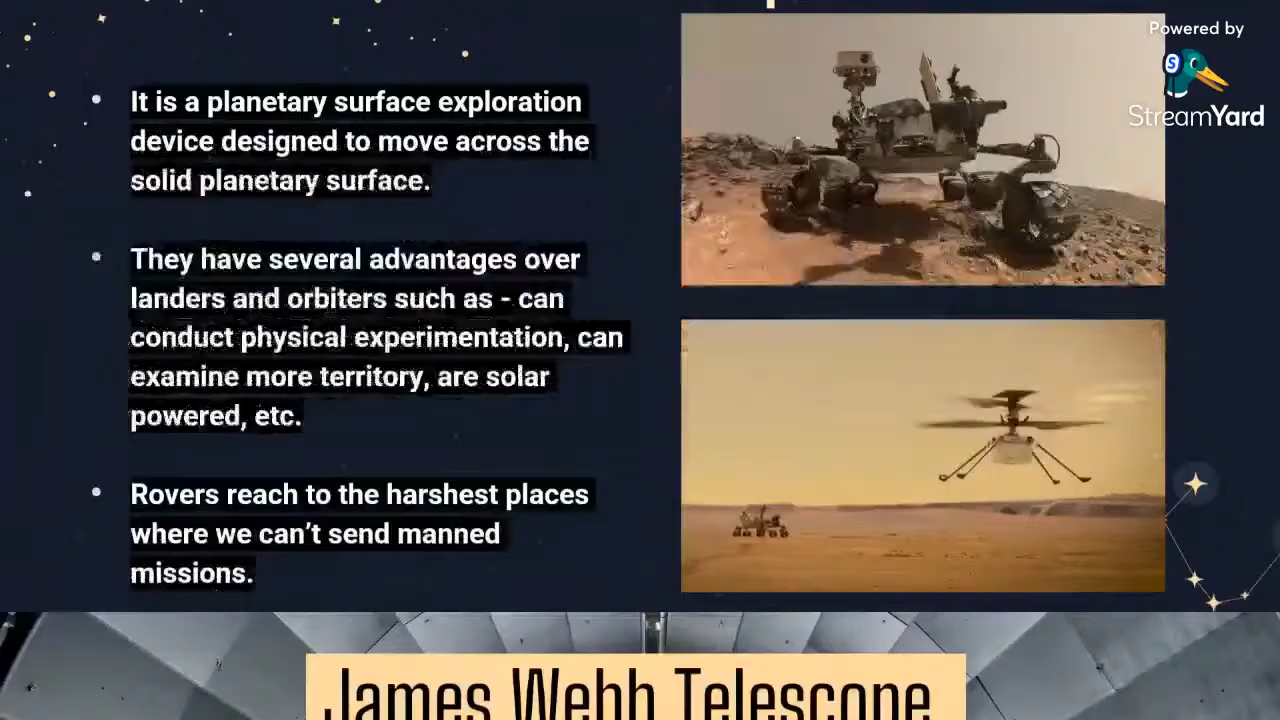 Powered by
StreamYard
It is a planetary surface exploration
device designed to move across the
solid planetary surface.
They have several advantages over
landers and orbiters such as - can
conduct physical experimentation, can
examine more territory, are solar
powered, etc.
Rovers reach to the harshest places
where we can't send manned
missions.
James Webb Telescope